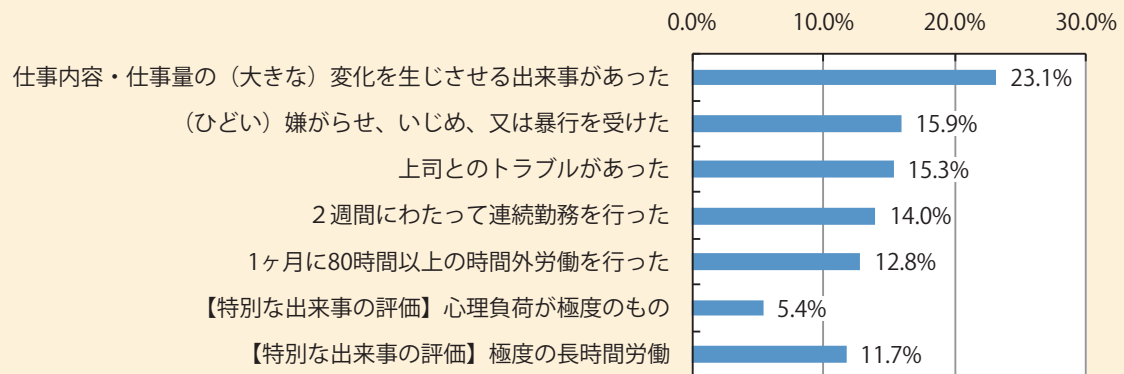 0.0% 10.0% 20.0% 30.0%
仕事内容・仕事量の（大きな）変化を生じさせる出来事があった 23.1%
（ひどい）嫌がらせ、いじめ、又は暴行を受けた 15.9%
上司とのトラブルがあった 15.3%
２週間にわたって連続勤務を行った 14.0%
1ヶ月に80時間以上の時間外労働を行った 12.8%
【特別な出来事の評価】心理負荷が極度のもの 5.4%
【特別な出来事の評価】極度の長時間労働 11.7%